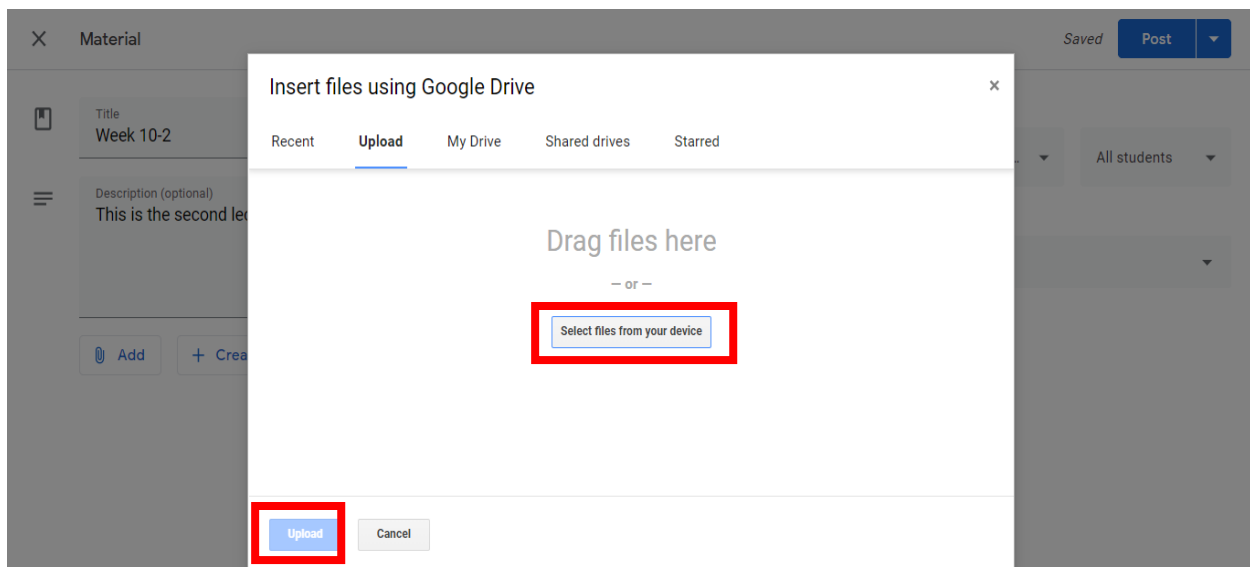 Material
Saved
Post
Insert files using Google Drive
×
Title
Week 10-2
Recent
Upload
My Drive
Shared drives
Starred
All students
Description (optional)
This is the second
Drag files here
— or —
Select files from your device
Add
+
Upload
Cancel